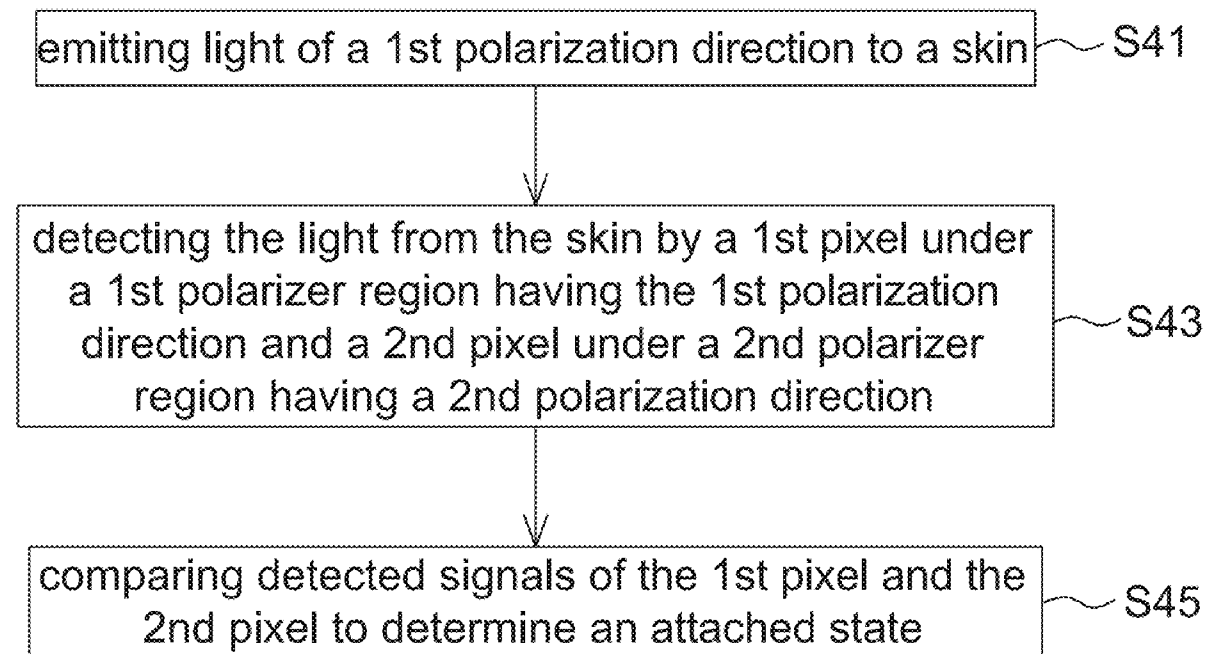 emitting light of a 1st polarization direction to a skin
S41
detecting the light from the skin by a 1st pixel under
a 1st polarizer region having the 1st polarization
direction and a 2nd pixel under a 2nd polarizer
region having a 2nd polarization direction
S43
comparing detected signals of the 1st pixel and the
2nd pixel to determine an attached state
S45